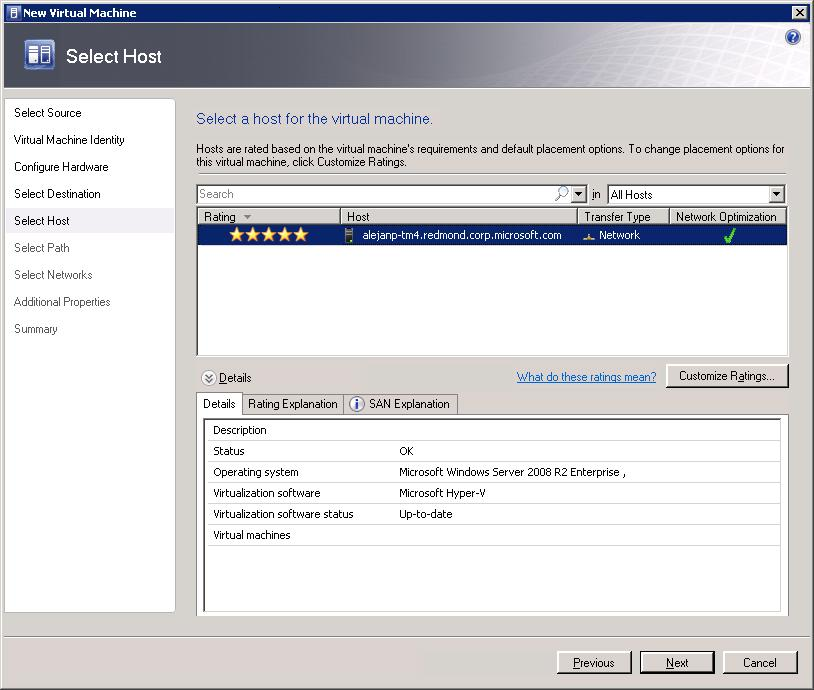 New Virtual Machine
Select Host
Select Source
Virtual Machine Identity
Configure Hardware
Select Destination
Select Host
Select Path
Select Networks
Additional Properties
Summary
Select a host for the virtual machine.
Hosts are rated based on the virtual machine's requirements and default placement options. To change placement options for
this virtual machine, click Customize Ratings.
Search in All Hosts
Rating Host Transfer Type Network Optimization
alejanp-tm4.redmond.corp.microsoft.com Network
Details What do these ratings mean? Customize Ratings...
Details Rating Explanation SAN Explanation
Description
Status OK
Operating system Microsoft Windows Server 2008 R2 Enterprise ,
Virtualization software Microsoft Hyper-V
Virtualization software status Up-to-date
Virtual machines
Previous Next Cancel